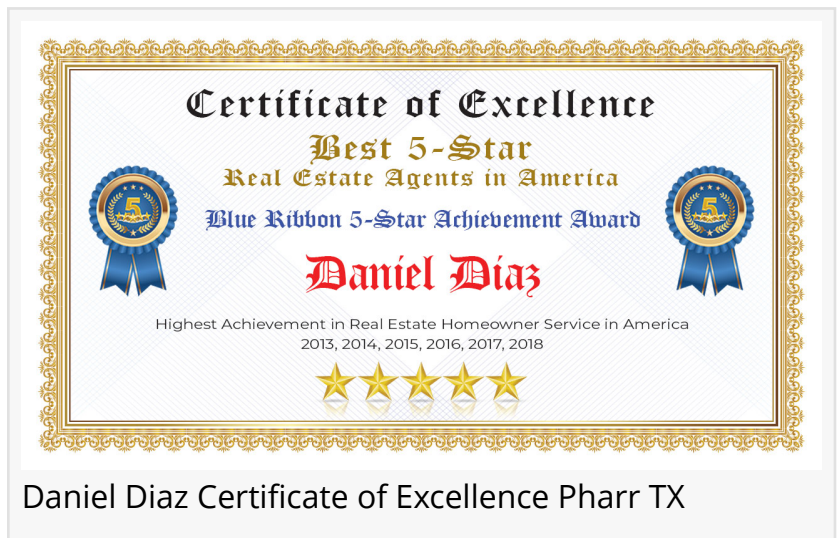 Certificate of Excellence
Best 5-Star
Real Estate Agents in America
Blue Ribbon 5-Star Achievement Award
5
5
Daniel Diaz
Highest Achievement in Real Estate Homeowner Service in America
2013, 2014, 2015, 2016, 2017, 2018
Daniel Diaz Certificate of Excellence Pharr TX